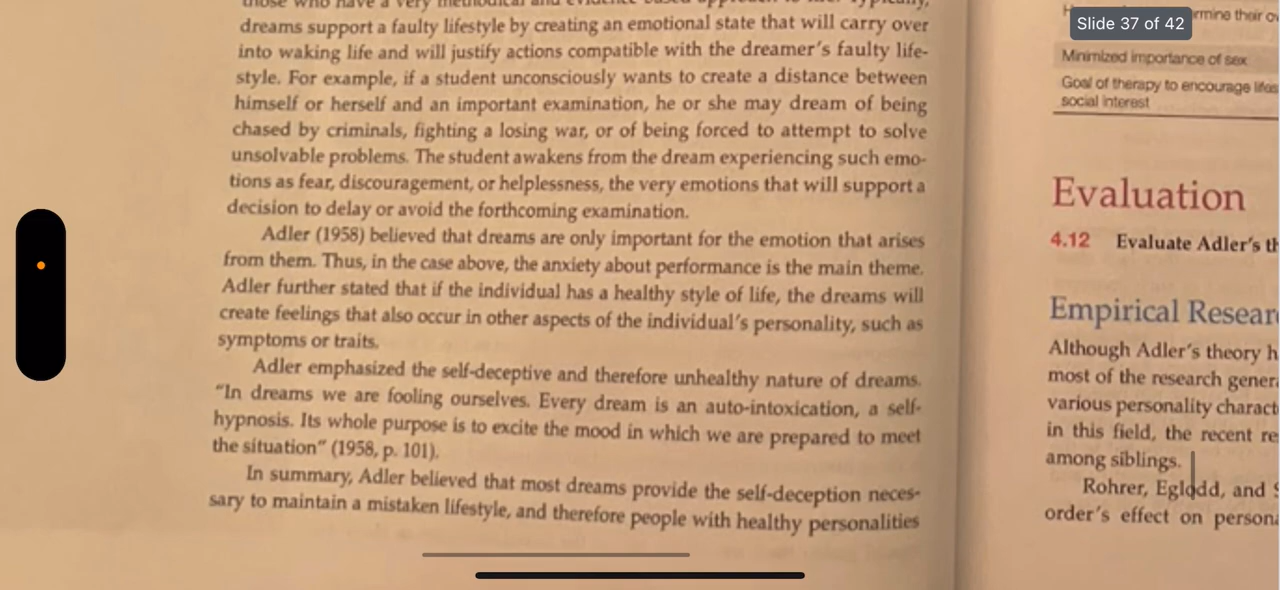 those who have a very methodical and evidence-based approach to
dreams support a faulty lifestyle by creating an emotional state that will carry over
into waking life and will justify actions compatible with the dreamer's faulty life-
style. For example, if a student unconsciously wants to create a distance between
himself or herself and an important examination, he or she may dream of being
chased by criminals, fighting a losing war, or of being forced to attempt to solve
unsolvable problems. The student awakens from the dream experiencing such emo-
tions as fear, discouragement, or helplessness, the very emotions that will support a
decision to delay or avoid the forthcoming examination.
Adler (1958) believed that dreams are only important for the emotion that arises
from them. Thus, in the case above, the anxiety about performance is the main theme.
Adler further stated that if the individual has a healthy style of life, the dreams will
create feelings that also occur in other aspects of the individual's personality, such as
symptoms or traits.
Adler emphasized the self-deceptive and therefore unhealthy nature of dreams.
"In dreams we are fooling ourselves. Every dream is an auto-intoxication, a self-
hypnosis. Its whole purpose is to excite the mood in which we are prepared to meet
the situation" (1958, p. 101).
In summary, Adler believed that most dreams provide the self-deception neces-
sary to maintain a mistaken lifestyle, and therefore people with healthy personalities
Slide 37 of 42
their
Minimized importance of sex
Goal of therapy to encourage
social interest
Evaluation
4.12 Evaluate Adler's
Empirical
Although Adler's theory
most of the research
various personality
in this field, the recent
among siblings.
Rohrer, and
order's effect on